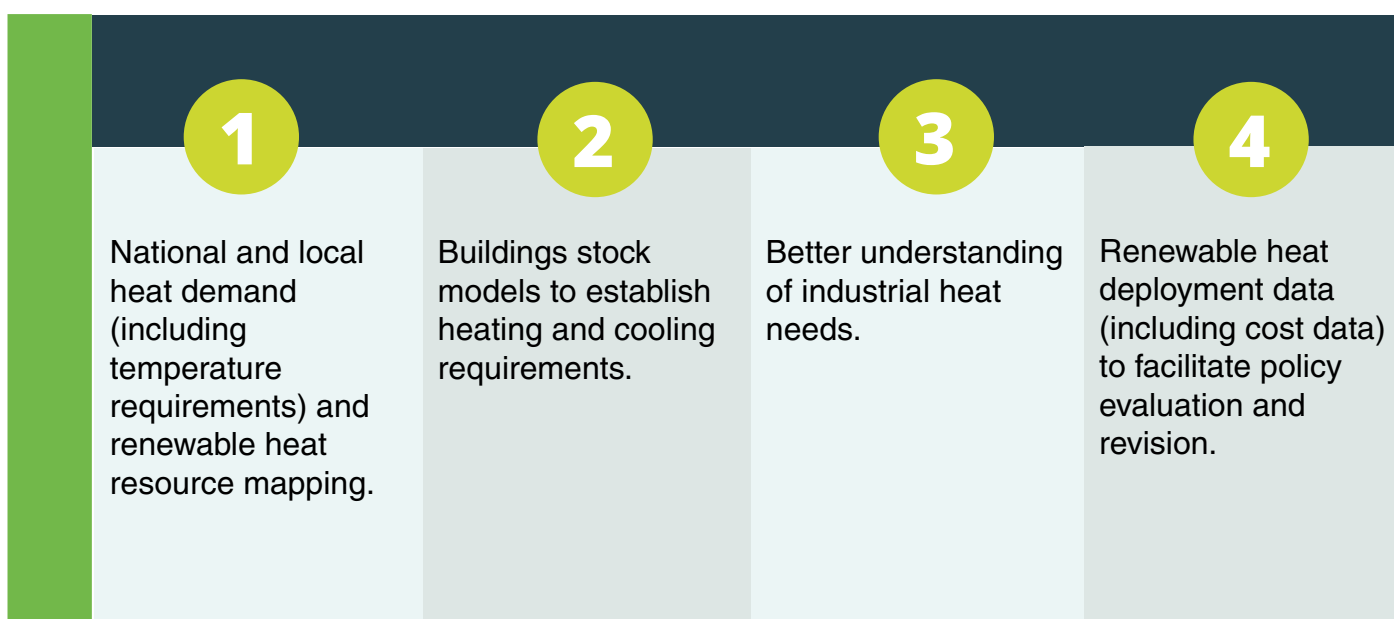 1
National and local
heat demand
(including
temperature
requirements) and
renewable heat
resource mapping.
2
Buildings stock
models to establish
heating and cooling
requirements.
3
Better understanding
of industrial heat
needs.
4
Renewable heat
deployment data
(including cost data)
to facilitate policy
evaluation and
revision.